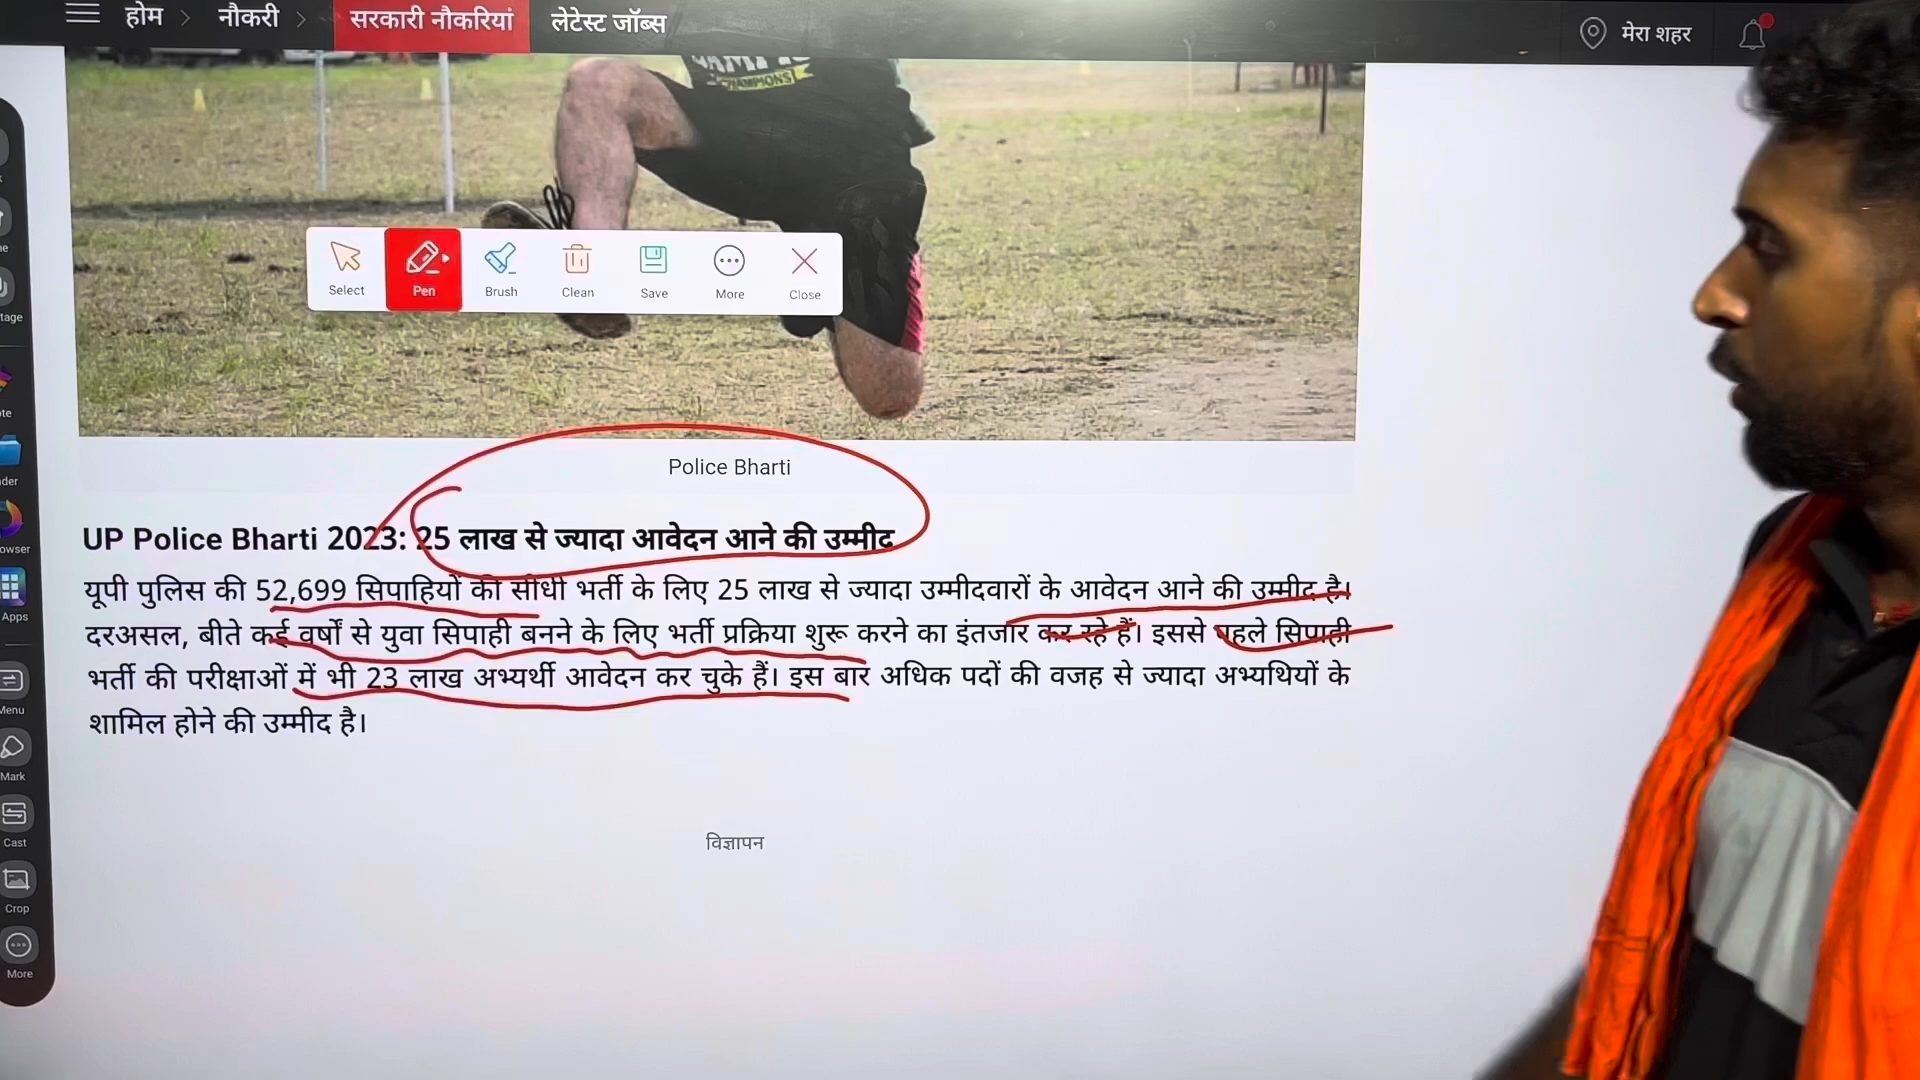 होम > नौकरी > सरकारी नौकरियां लेटेस्ट जॉब्स
मेरा शहर
CHAMPIONS
Select Pen Brush Clean Save More Close
Police Bharti
UP Police Bharti 2023: 25 लाख से ज्यादा आवेदन आने की उम्मीद
यूपी पुलिस की 52,699 सिपाहियों की सीधी भर्ती के लिए 25 लाख से ज्यादा उम्मीदवारों के आवेदन आने की उम्मीद है।
दरअसल, बीते कई वर्षों से युवा सिपाही बनने के लिए भर्ती प्रक्रिया शुरू करने का इंतजार कर रहे हैं। इससे पहले सिपाही
भर्ती की परीक्षाओं में भी 23 लाख अभ्यर्थी आवेदन कर चुके हैं। इस बार अधिक पदों की वजह से ज्यादा अभ्यथियों के
शामिल होने की उम्मीद है।
विज्ञापन
Apps
Menu
Mark
Cast
Crop
More